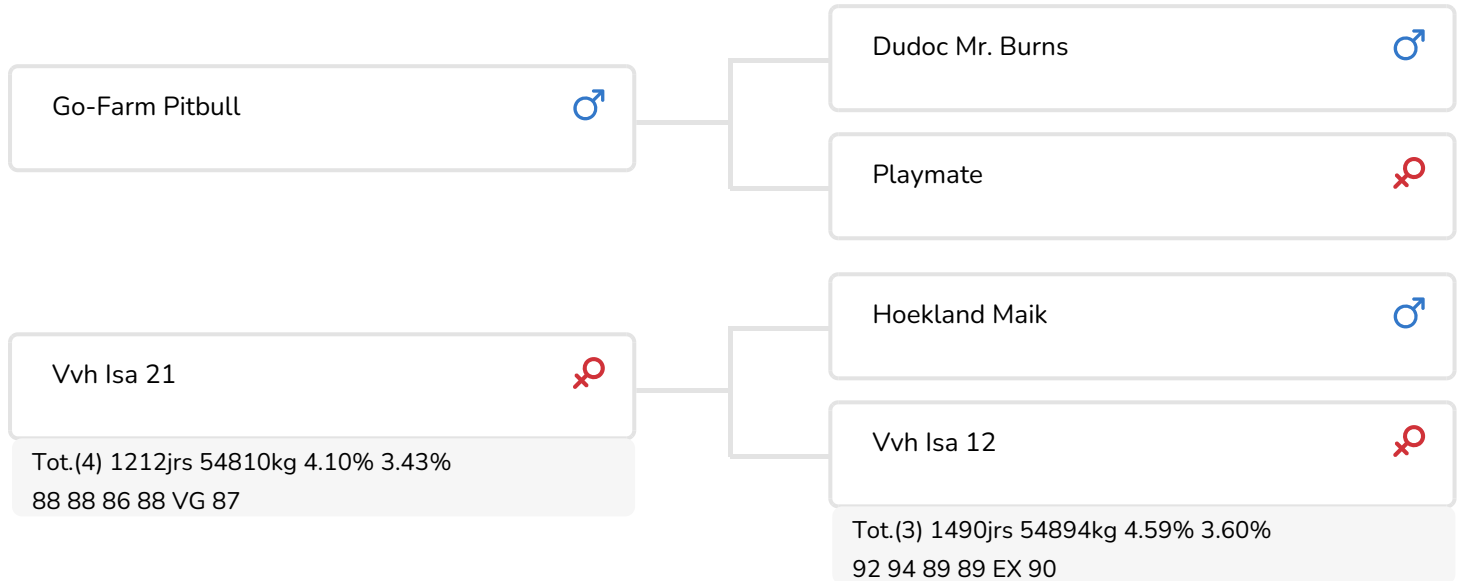 Go-Farm Pitbull
Dudoc Mr. Burns
Playmate
Vvh Isa 21
Tot.(4) 1212jrs 54810kg 4.10% 3.43%
88 88 86 88 VG 87
Hoekland Maik
Vvh Isa 12
Tot.(3) 1490jrs 54894kg 4.59% 3.60%
92 94 89 89 EX 90